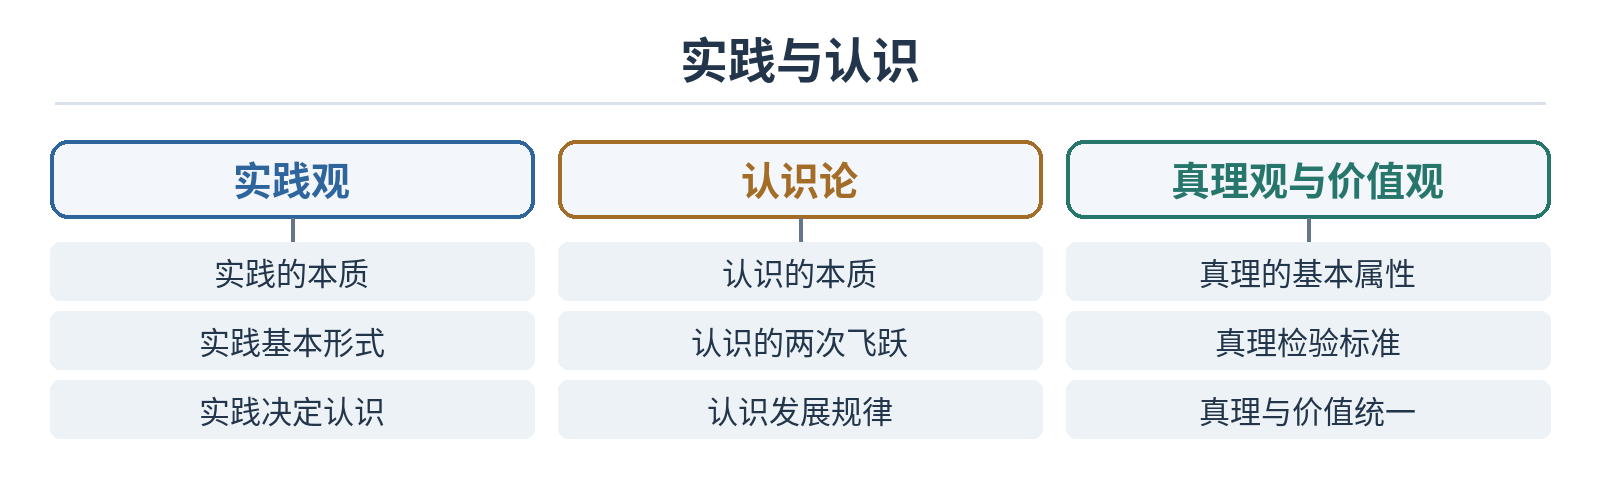 实践与认识
实践观
实践的本质
实践基本形式
实践决定认识
认识论
认识的本质
认识的两次飞跃
认识发展规律
真理观与价值观
真理的基本属性
真理检验标准
真理与价值统一